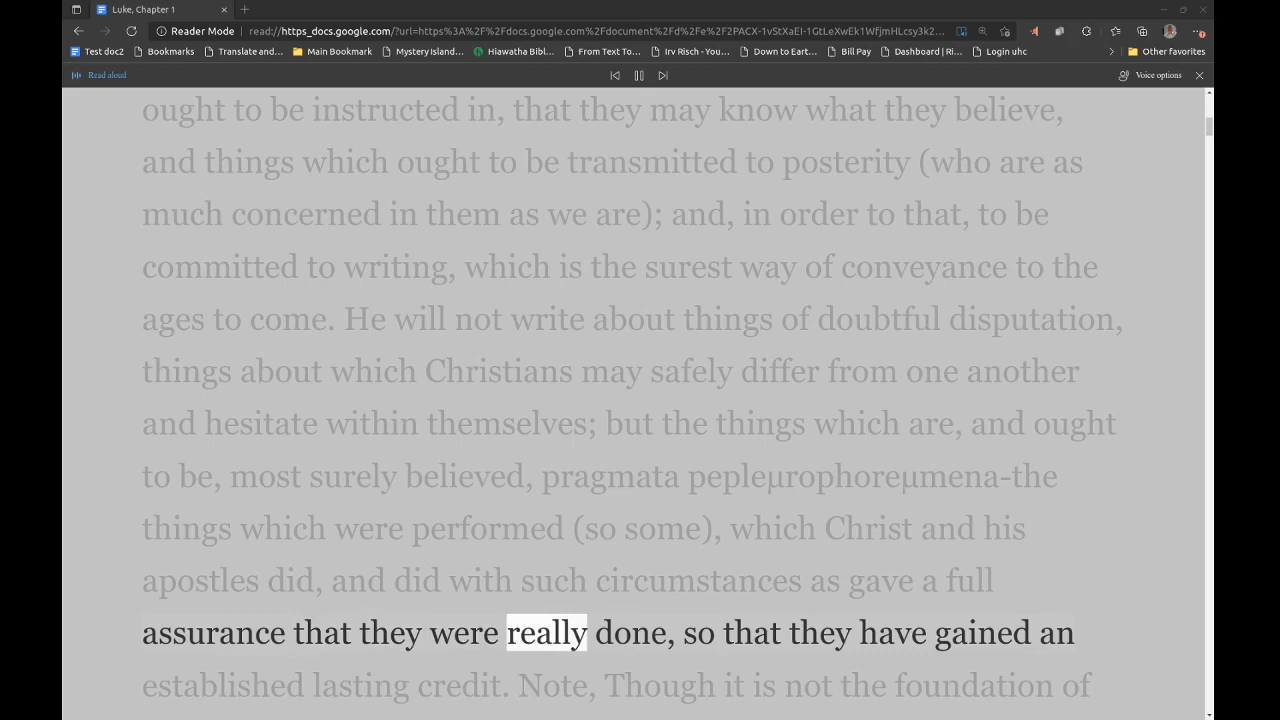 Luke, Chapter 1
Reader Mode
read://https_docs.google.com/?url=https%3A%2F%2Fdocs.google.com%2Fdocument%2Fd%2Fe%2F2PACX-1vStXaEI-1GtLeXwEk1WfjmHLcsy3k2...
Test doc2
Bookmarks
Translate and...
Main Bookmark
Mystery Island...
Hiawatha Bibl...
From Text To...
Irv Risch - You...
Down to Eart...
Bill Pay
Dashboard | Ri...
Login uhc
Other favorites
Read aloud
Voice options
ought to be instructed in, that they may know what they believe,
and things which ought to be transmitted to posterity (who are as
much concerned in them as we are); and, in order to that, to be
committed to writing, which is the surest way of conveyance to the
ages to come. He will not write about things of doubtful disputation,
things about which Christians may safely differ from one another
and hesitate within themselves; but the things which are, and ought
to be, most surely believed, pragmata pepleμrophoreμmena-the
things which were performed (so some), which Christ and his
apostles did, and did with such circumstances as gave a full
assurance that they were really done, so that they have gained an
established lasting credit. Note, Though it is not the foundation of